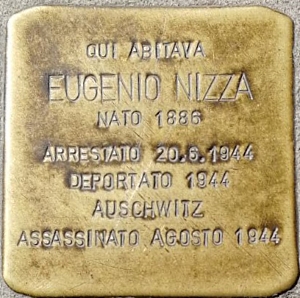 QUI ABITAVA
EUGENIO NIZZA
NATO 1886
ARRESTATO 20.6.1944
DEPORTATO 1944
AUSCHWITZ
ASSASSINATO AGOSTO 1944